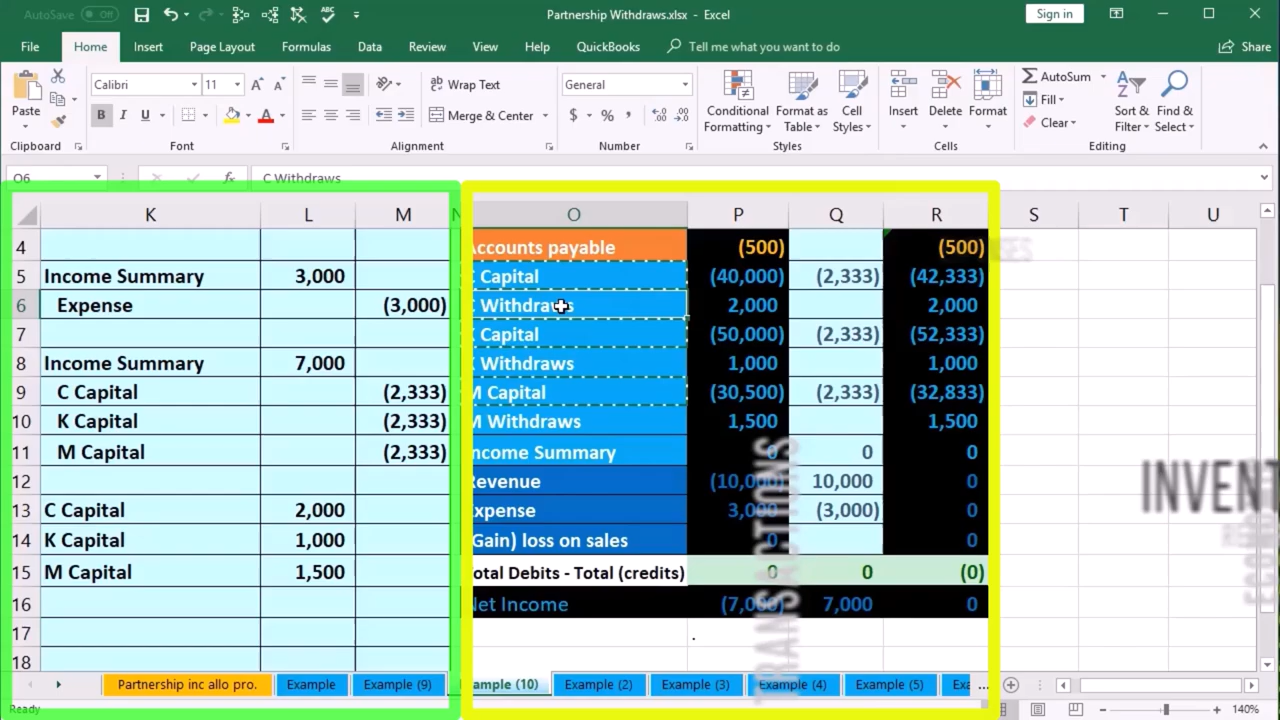 AutoSave Off Partnership Withdraws.xlsx - Excel Sign in
File Home Insert Page Layout Formulas Data Review View Help QuickBooks Tell me what you want to do Share
Calibri 11 Wrap Text General AutoSum
Paste B I U Merge & Center $ % Conditional Formatting Format as Table Cell Styles Insert Delete Format Fill Clear Sort & Filter Find & Select
Clipboard Font Alignment Number Styles Cells Editing
O6 fx C Withdraws
K L M O P Q R S T U
4 Accounts payable (500) (500)
5 Income Summary 3,000 C Capital (40,000) (2,333) (42,333)
6 Expense (3,000) C Withdraws 2,000 2,000
7 K Capital (50,000) (2,333) (52,333)
8 Income Summary 7,000 K Withdraws 1,000 1,000
9 C Capital (2,333) M Capital (30,500) (2,333) (32,833)
10 K Capital (2,333) M Withdraws 1,500 1,500
11 M Capital (2,333) Income Summary 0 0 0
12 Revenue (10,000) 10,000 0
13 C Capital 2,000 Expense 3,000 (3,000) 0
14 K Capital 1,000 (Gain) loss on sales 0 0
15 M Capital 1,500 Total Debits - Total (credits) 0 0 (0)
16 Net Income (7,000) 7,000 0
17 .
18
TRANSACTIONS
INVENT
Partnership inc allo pro. Example Example (9) Example (10) Example (2) Example (3) Example (4) Example (5) Exa ...
Ready 140%